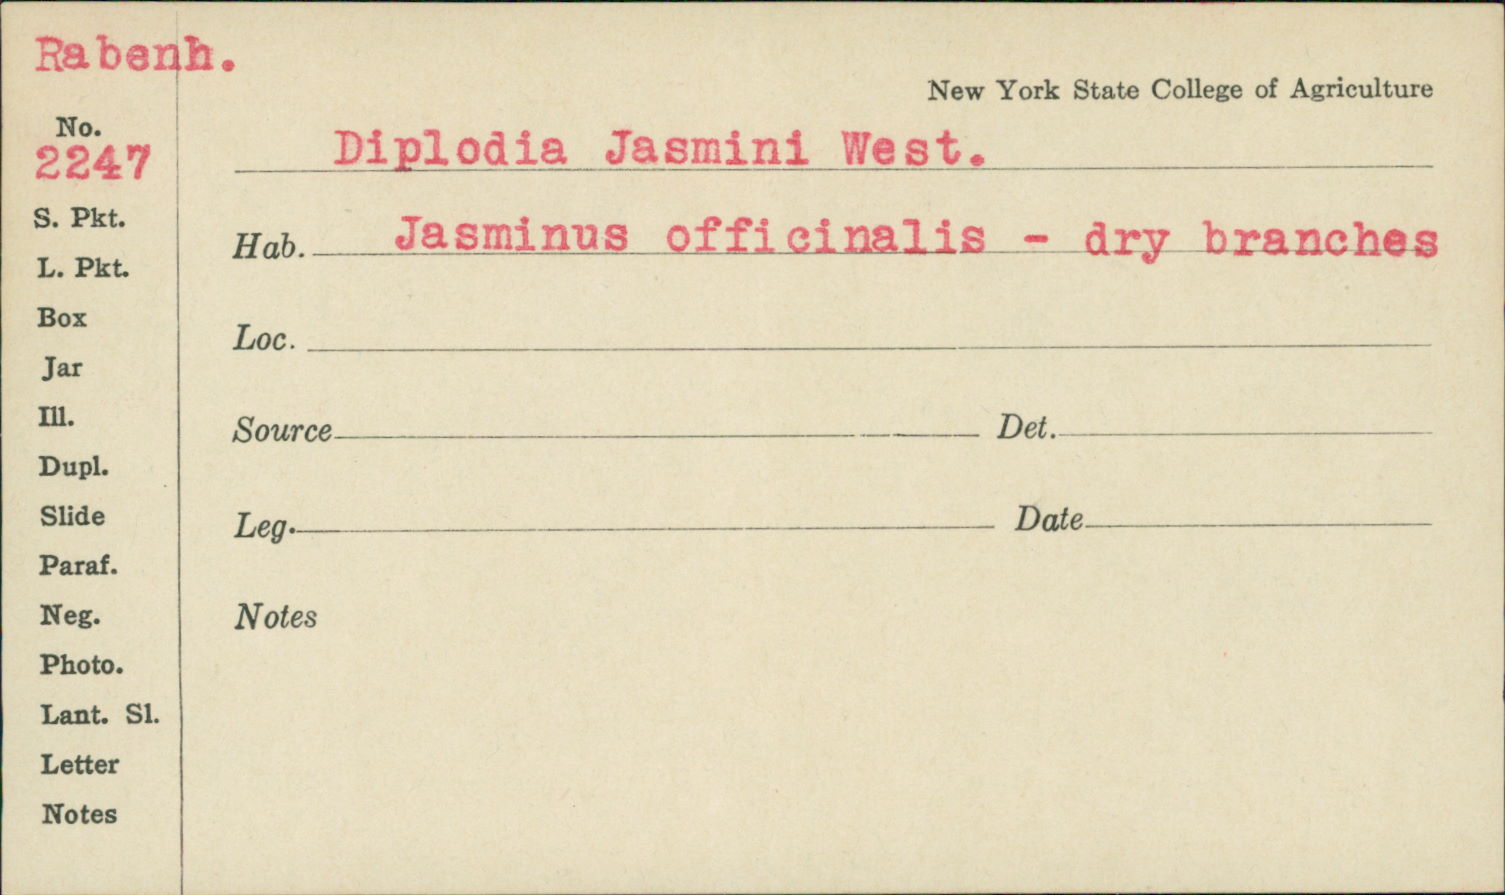 Rabenh.
New York State College of Agriculture
No.
2247
Diplodia Jasmini West.
Hab. Jasminus officinalis - dry branches
S. Pkt.
L. Pkt.
Box
Loc.
Jar
Ill.
Source Det.
Dupl.
Slide
Leg. Date
Paraf.
Neg.
Notes
Photo.
Lant. Sl.
Letter
Notes